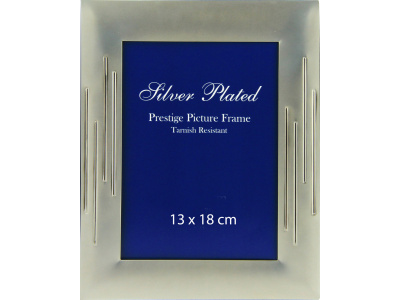 Silver Plated
Prestige Picture Frame
Tarnish Resistant
13 x 18 cm